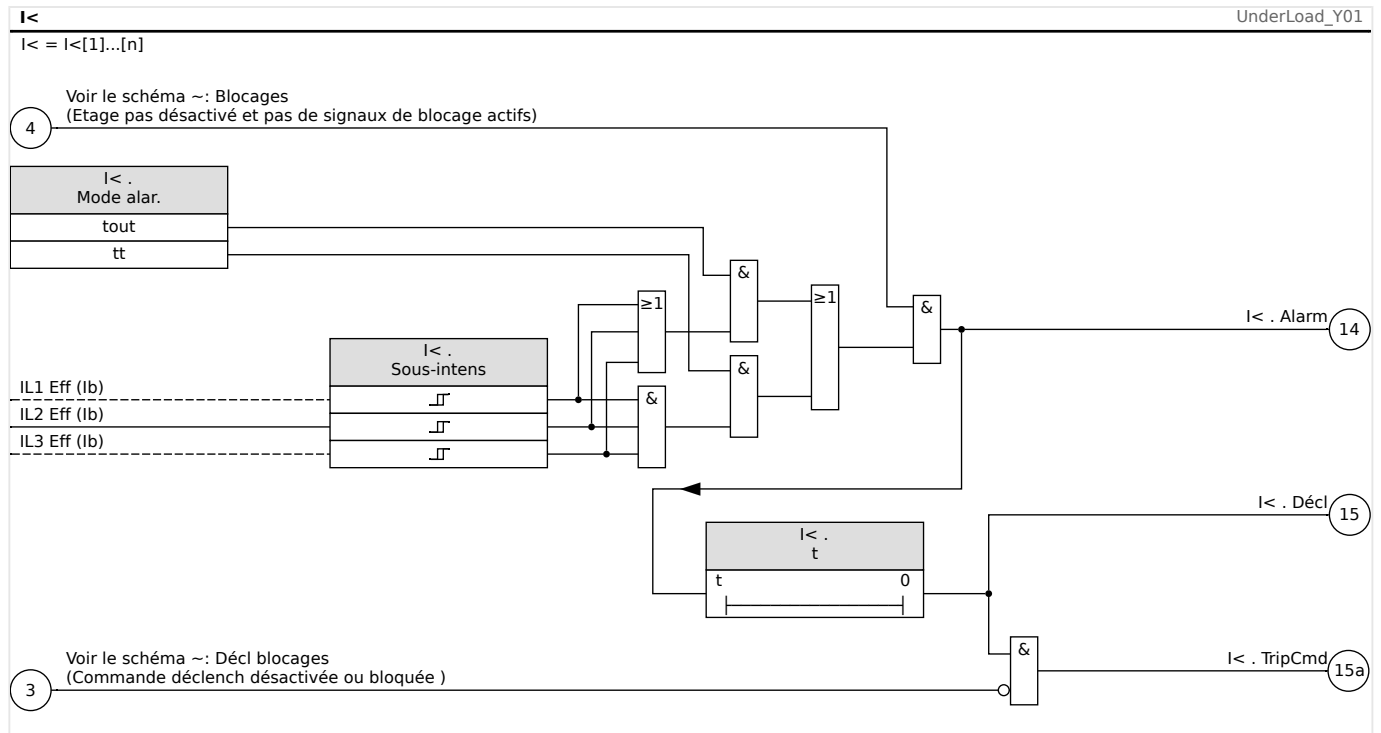 I<
UnderLoad_Y01
I< = I<[1]...[n]
Voir le schéma ~: Blocages
(Etage pas désactivé et pas de signaux de blocage actifs)
4
I< .
Mode alar.
tout
tt
&
≥1
≥1
&
I< . Alarm
14
I< .
Sous-intens
&
&
IL1 Eff (Ib)
IL2 Eff (Ib)
IL3 Eff (Ib)
I< . Décl
15
I< .
t
t
0
&
I< . TripCmd
15a
Voir le schéma ~: Décl blocages
(Commande déclench désactivée ou bloquée )
3